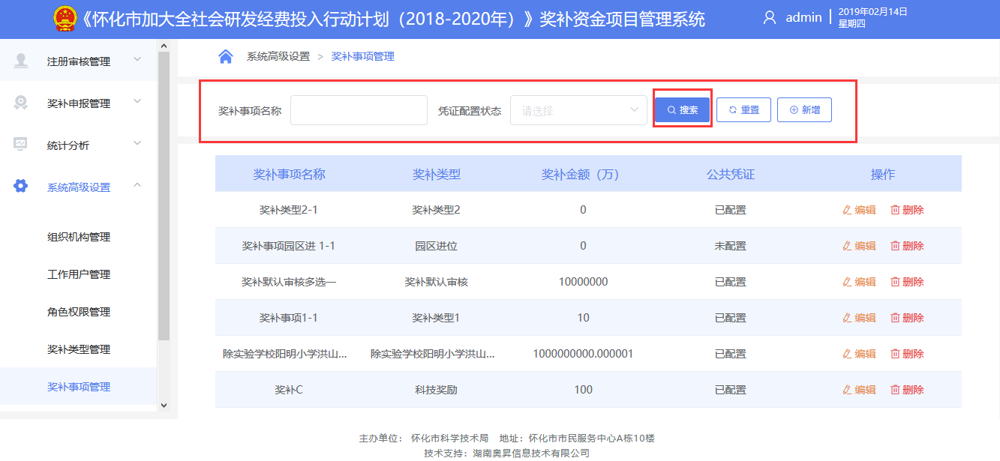 《怀化市加大全社会研发经费投入行动计划（2018-2020年）》奖补资金项目管理系统
admin
2019年02月14日
星期四
注册审核管理
奖补申报管理
统计分析
系统高级设置
组织机构管理
工作用户管理
角色权限管理
奖补类型管理
奖补事项管理
系统高级设置 > 奖补事项管理
奖补事项名称 凭证配置状态 请选择 搜索 重置 新增
奖补事项名称 奖补类型 奖补金额（万） 公共凭证 操作
奖补类型2-1 奖补类型2 0 已配置 编辑 删除
奖补事项园区进 1-1 园区进位 0 未配置 编辑 删除
奖补默认审核多选一 奖补默认审核 10000000 已配置 编辑 删除
奖补事项1-1 奖补类型1 10 已配置 编辑 删除
除实验学校阳明小学洪山... 除实验学校阳明小学洪山... 1000000000.000001 已配置 编辑 删除
奖补C 科技奖励 100 已配置 编辑 删除
主办单位： 怀化市科学技术局 地址：怀化市市民服务中心A栋10楼
技术支持：湖南奥昇信息技术有限公司